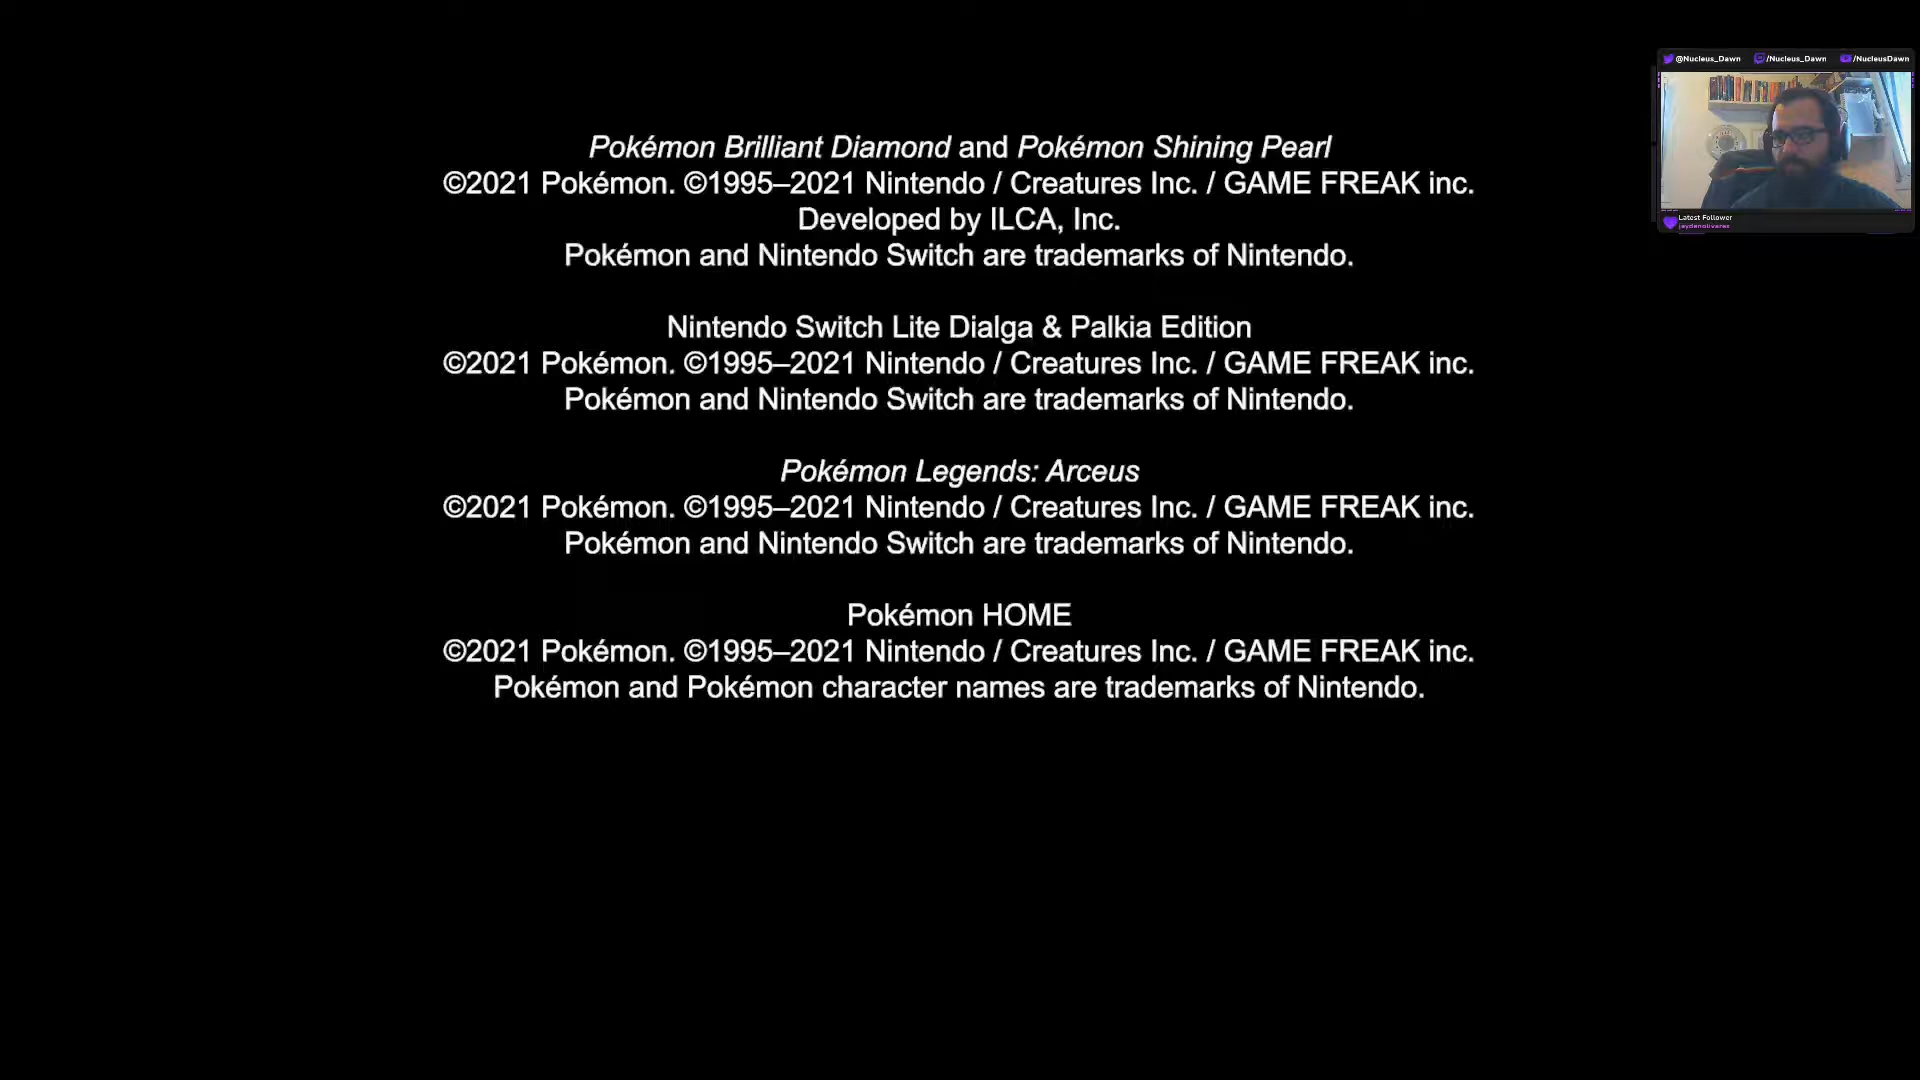 Pokémon Brilliant Diamond and Pokémon Shining Pearl
©2021 Pokémon. ©1995–2021 Nintendo / Creatures Inc. / GAME FREAK inc.
Developed by ILCA, Inc.
Pokémon and Nintendo Switch are trademarks of Nintendo.
Nintendo Switch Lite Dialga & Palkia Edition
©2021 Pokémon. ©1995–2021 Nintendo / Creatures Inc. / GAME FREAK inc.
Pokémon and Nintendo Switch are trademarks of Nintendo.
Pokémon Legends: Arceus
©2021 Pokémon. ©1995–2021 Nintendo / Creatures Inc. / GAME FREAK inc.
Pokémon and Nintendo Switch are trademarks of Nintendo.
Pokémon HOME
©2021 Pokémon. ©1995–2021 Nintendo / Creatures Inc. / GAME FREAK inc.
Pokémon and Pokémon character names are trademarks of Nintendo.
@Nucleus_Dawn /Nucleus_Dawn /NucleusDawn
Latest Follower
jaydenolivares